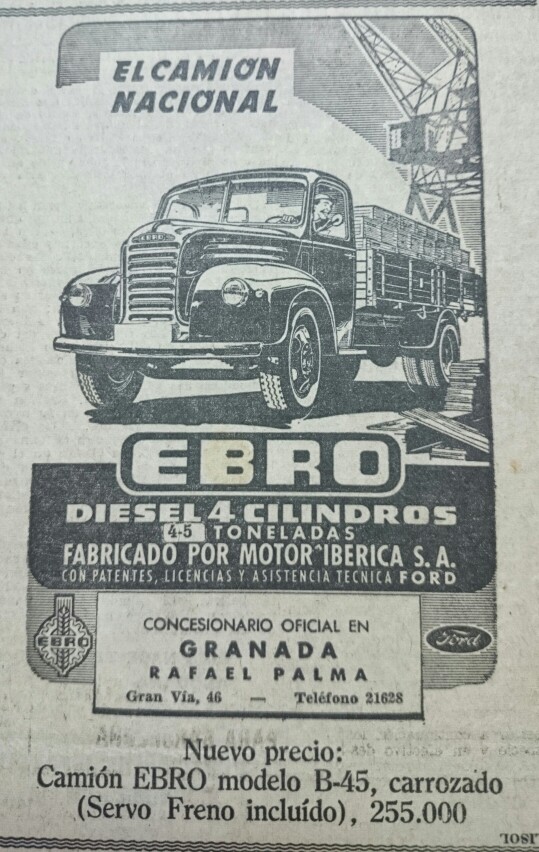 EL CAMIÓN
NACIONAL
EBRO
EBRO
DIESEL 4 CILINDROS
4-5 TONELADAS
FABRICADO POR MOTOR IBERICA S. A.
CON PATENTES, LICENCIAS Y ASISTENCIA TECNICA FORD
EBRO
CONCESIONARIO OFICIAL EN
GRANADA
RAFAEL PALMA
Gran Vía, 46 — Teléfono 21628
Ford
Nuevo precio:
Camión EBRO modelo B-45, carrozado
(Servo Freno incluído), 255.000